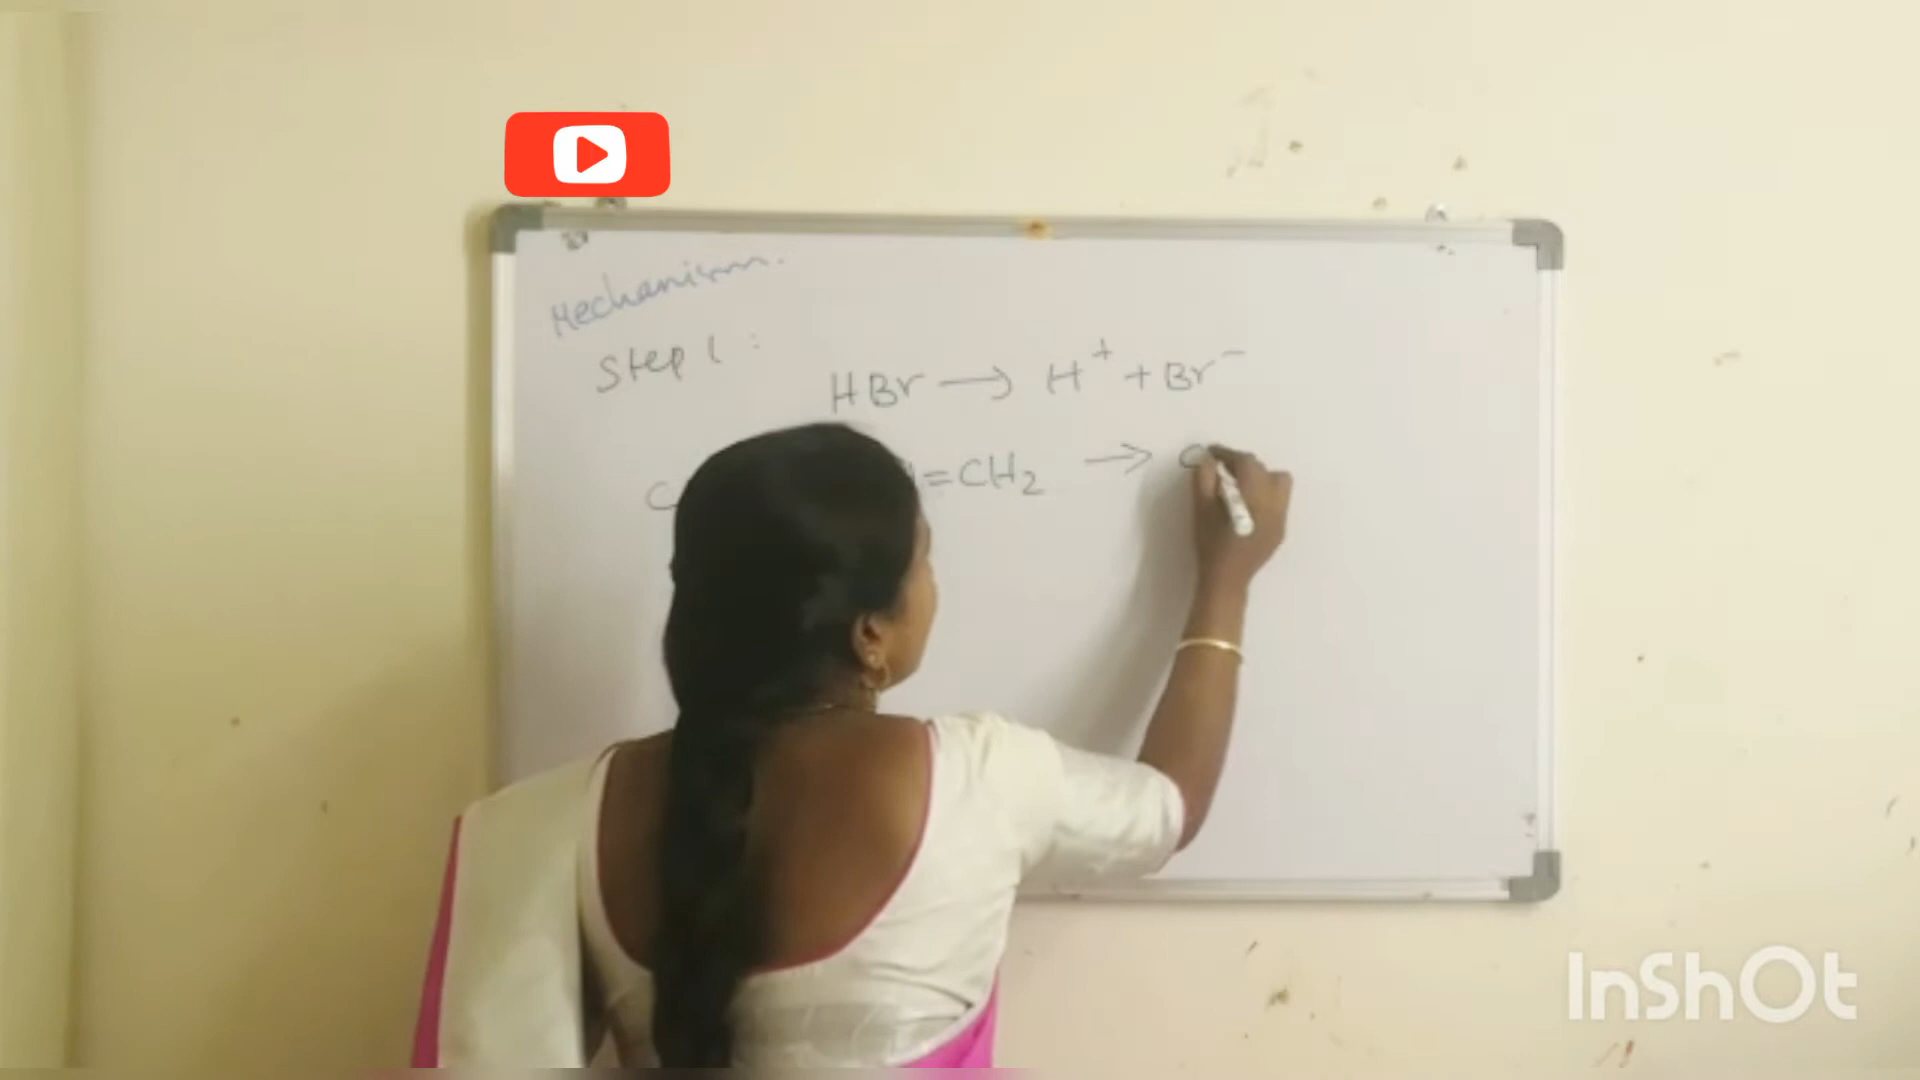 Mechanism.
Step 1:
HBr → H⁺ + Br⁻
C =CH₂ → C
InShOt